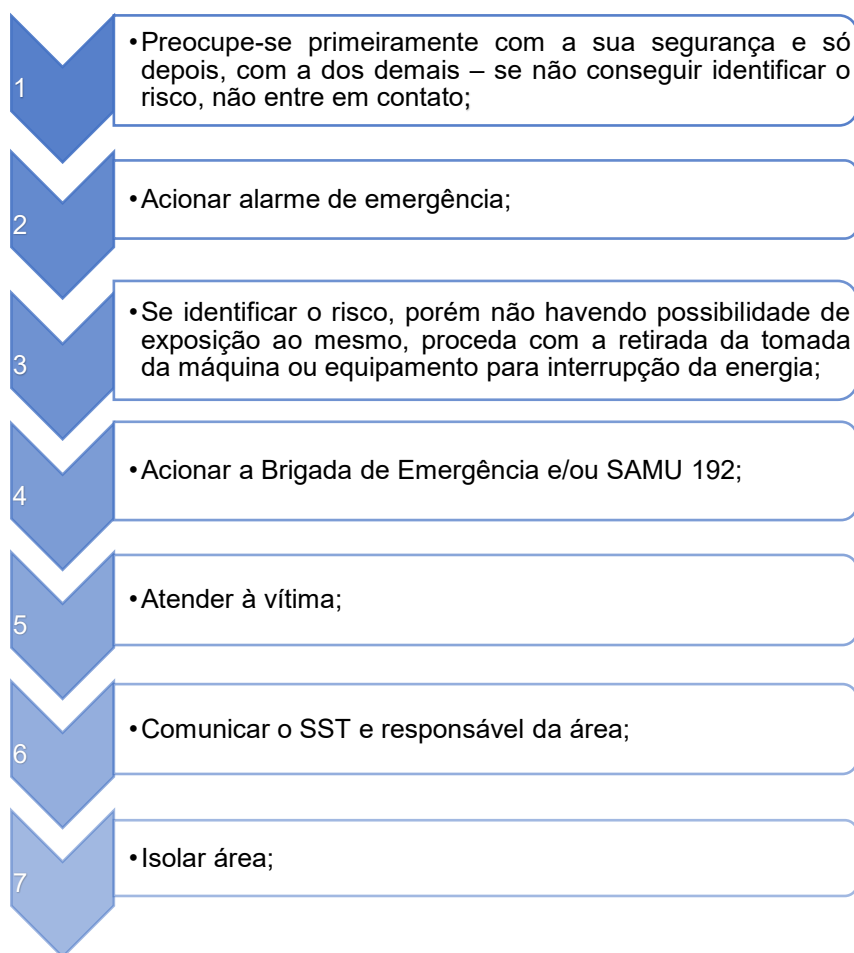 1
•Preocupe-se primeiramente com a sua segurança e só
depois, com a dos demais – se não conseguir identificar o
risco, não entre em contato;
2
•Acionar alarme de emergência;
3
•Se identificar o risco, porém não havendo possibilidade de
exposição ao mesmo, proceda com a retirada da tomada
da máquina ou equipamento para interrupção da energia;
4
•Acionar a Brigada de Emergência e/ou SAMU 192;
5
•Atender à vítima;
6
•Comunicar o SST e responsável da área;
7
•Isolar área;